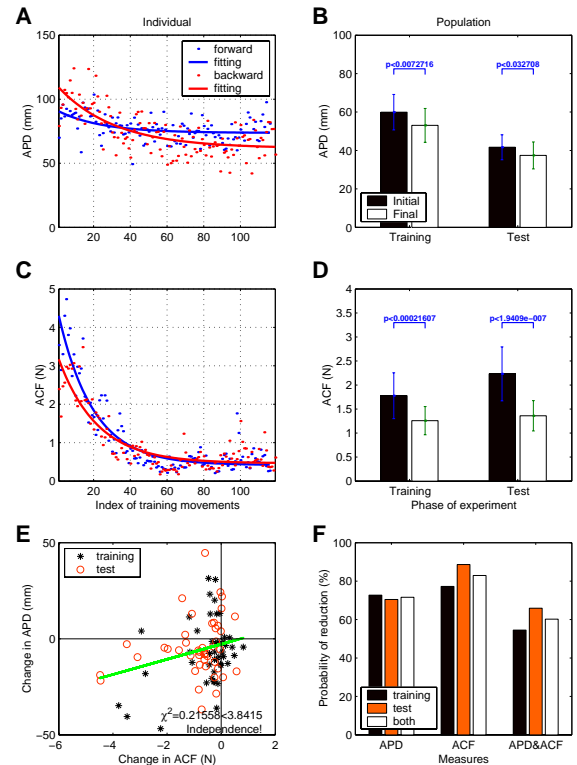 A
Individual
150
100
50
0
APD (mm)
20 40 60 80 100
forward
fitting
backward
fitting
B
Population
100
80
60
40
20
0
APD (mm)
p<0.0072716
p<0.032708
Initial
Final
Training Test
C
5
4
3
2
1
0
ACF (N)
20 40 60 80 100
Index of training movements
D
4
3.5
3
2.5
2
1.5
1
0.5
0
ACF (N)
p<0.00021607
p<1.9409e-007
Training Test
Phase of experiment
E
50
0
−50
Change in APD (mm)
training
test
χ²=0.21558<3.8415
Independence!
−6 −4 −2 0 2
Change in ACF (N)
F
100
80
60
40
20
0
Probability of reduction (%)
training
test
both
APD ACF APD&ACF
Measures